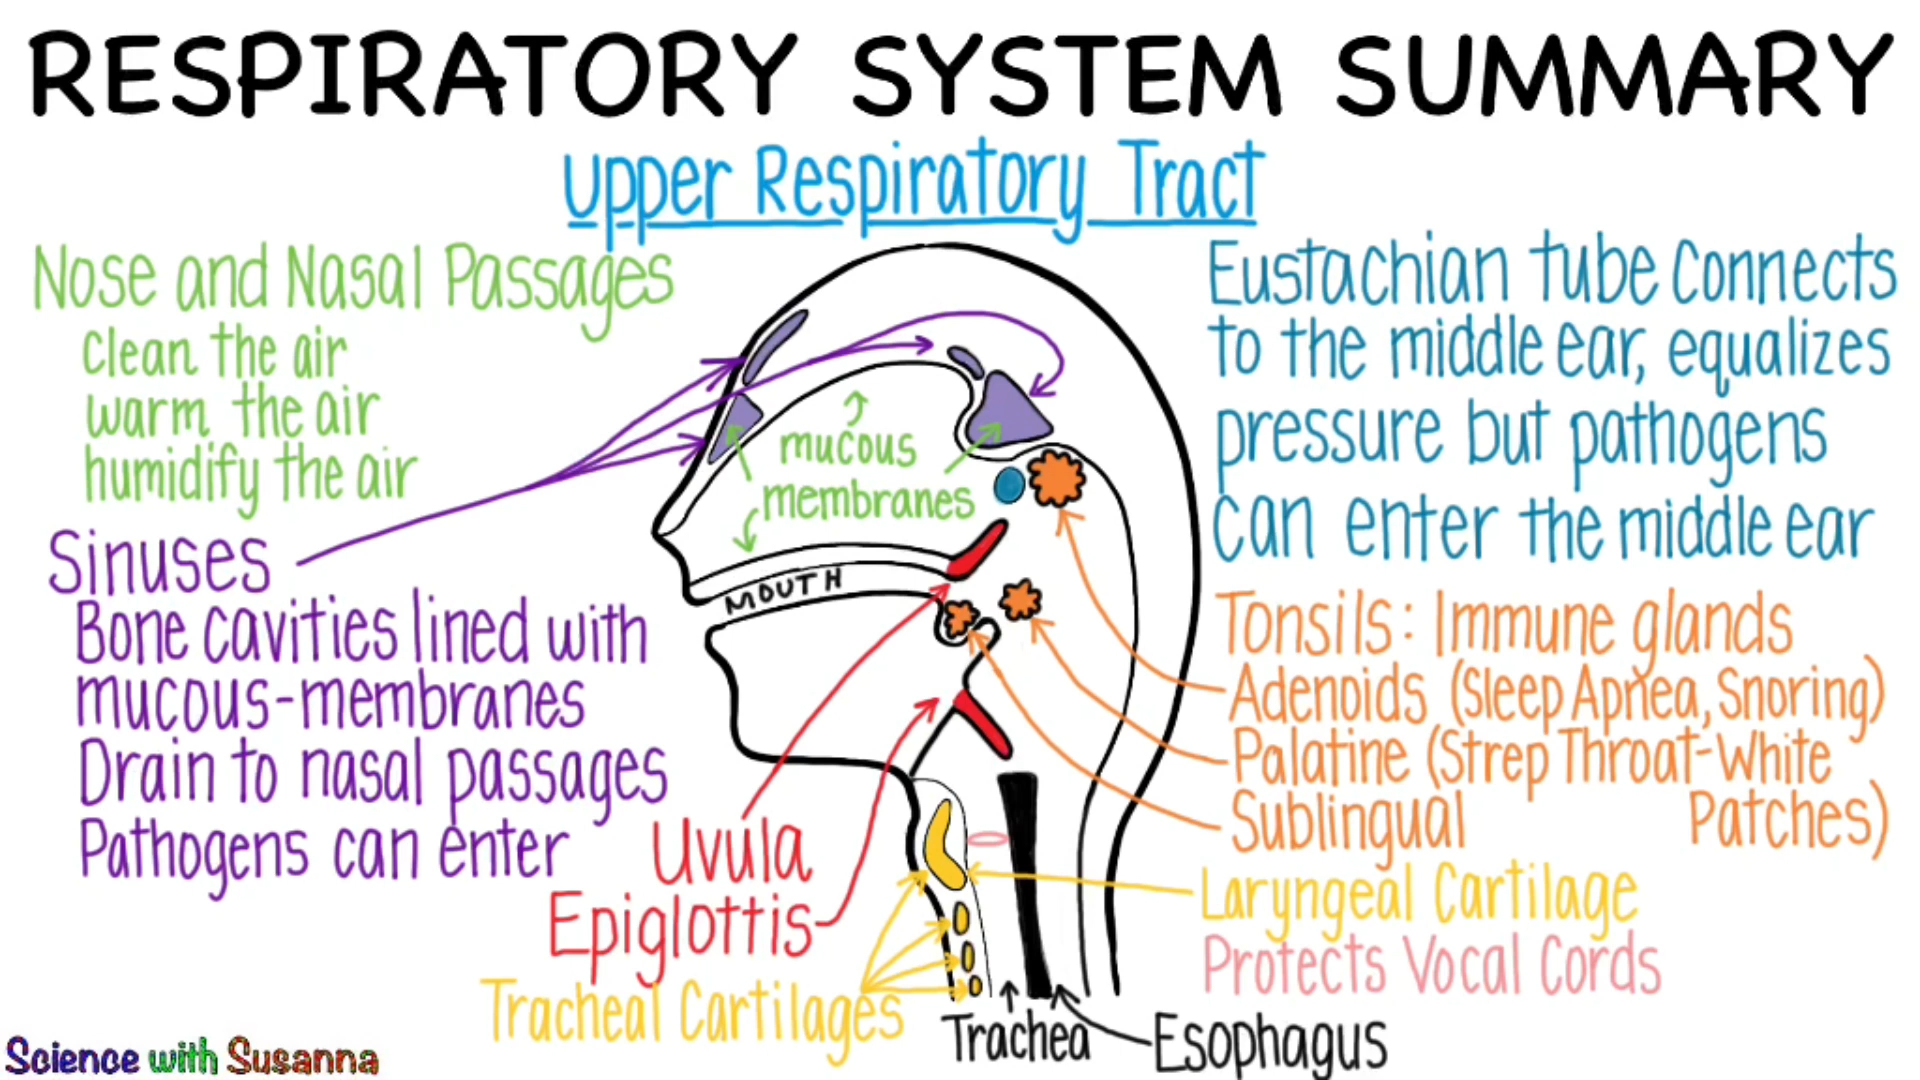 RESPIRATORY SYSTEM SUMMARY
Upper Respiratory Tract
Nose and Nasal Passages
Clean the air
warm the air
humidify the air
Sinuses
Bone cavities lined with
mucous-membranes
Drain to nasal passages
Pathogens can enter
Uvula
Epiglottis
Tracheal Cartilages
mucous
membranes
MOUTH
Eustachian tube connects
to the middle ear, equalizes
pressure but pathogens
can enter the middle ear
Tonsils: Immune glands
Adenoids (Sleep Apnea, Snoring)
Palatine (Strep Throat-White
Sublingual Patches)
Laryngeal Cartilage
Protects Vocal Cords
Trachea
Esophagus
Science with Susanna